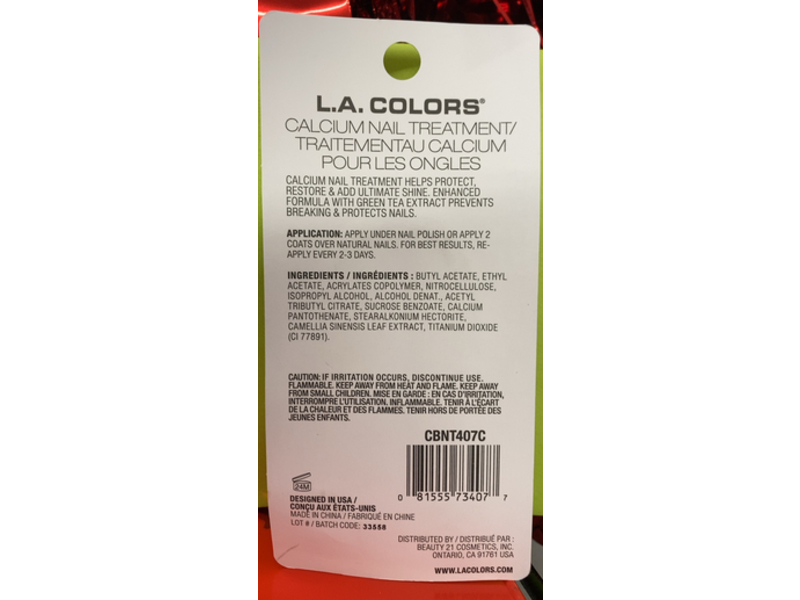 L.A. COLORS®
CALCIUM NAIL TREATMENT/
TRAITEMENTAU CALCIUM
POUR LES ONGLES
CALCIUM NAIL TREATMENT HELPS PROTECT,
RESTORE & ADD ULTIMATE SHINE. ENHANCED
FORMULA WITH GREEN TEA EXTRACT PREVENTS
BREAKING & PROTECTS NAILS.
APPLICATION: APPLY UNDER NAIL POLISH OR APPLY 2
COATS OVER NATURAL NAILS. FOR BEST RESULTS, RE-
APPLY EVERY 2-3 DAYS.
INGREDIENTS / INGRÉDIENTS : BUTYL ACETATE, ETHYL
ACETATE, ACRYLATES COPOLYMER, NITROCELLULOSE,
ISOPROPYL ALCOHOL, ALCOHOL DENAT., ACETYL
TRIBUTYL CITRATE, SUCROSE BENZOATE, CALCIUM
PANTOTHENATE, STEARALKONIUM HECTORITE,
CAMELLIA SINENSIS LEAF EXTRACT, TITANIUM DIOXIDE
(CI 77891).
CAUTION: IF IRRITATION OCCURS, DISCONTINUE USE.
FLAMMABLE. KEEP AWAY FROM HEAT AND FLAME. KEEP AWAY
FROM SMALL CHILDREN. MISE EN GARDE : EN CAS D'IRRITATION,
INTERROMPRE L'UTILISATION. INFLAMMABLE. TENIR À L'ÉCART
DE LA CHALEUR ET DES FLAMMES. TENIR HORS DE PORTÉE DES
JEUNES ENFANTS.
CBNT407C
0 81555 73407 7
24M
DESIGNED IN USA /
CONÇU AUX ÉTATS-UNIS
MADE IN CHINA / FABRIQUÉ EN CHINE
LOT # / BATCH CODE: 33558
DISTRIBUTED BY / DISTRIBUÉ PAR :
BEAUTY 21 COSMETICS, INC.
ONTARIO, CA 91761 USA
WWW.LACOLORS.COM